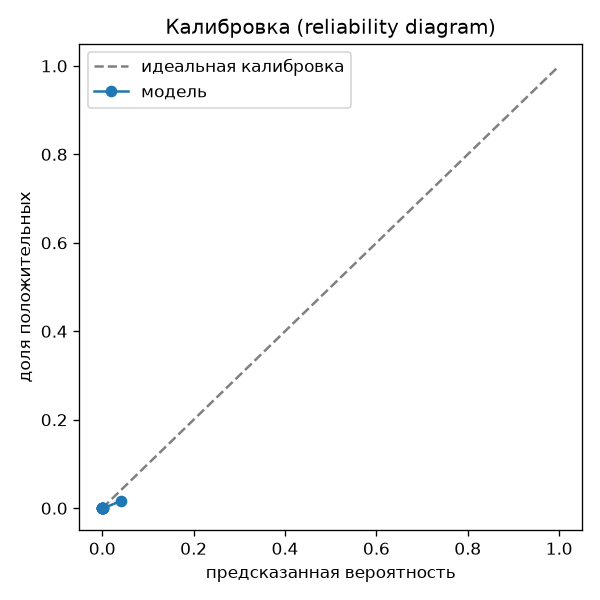 Калибровка (reliability diagram)
идеальная калибровка
модель
доля положительных
1.0
0.8
0.6
0.4
0.2
0.0
0.0 0.2 0.4 0.6 0.8 1.0
предсказанная вероятность